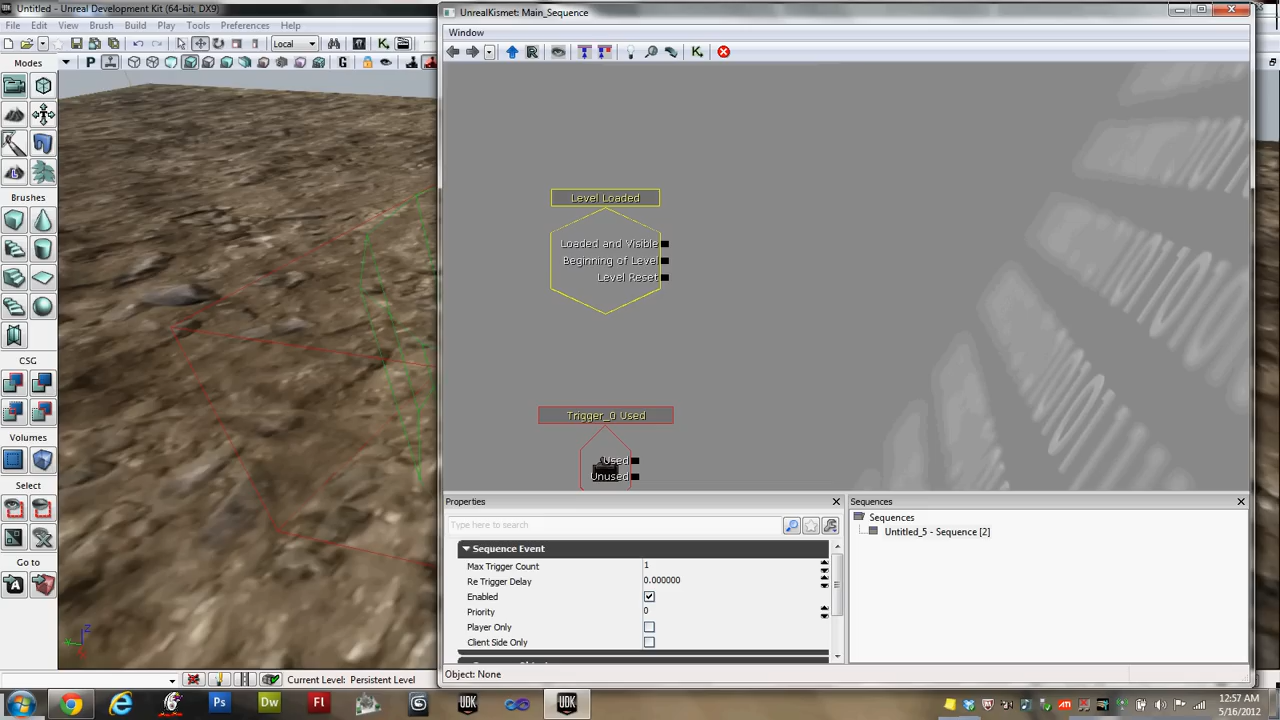 Untitled - Unreal Development Kit (64-bit, DX9)
File Edit View Brush Build Play Tools Preferences
Local
P
G
Modes
Brushes
CSG
Volumes
Select
Go to
Current Level: Persistent Level
UnrealKismet: Main_Sequence
Window
R
K
Level Loaded
Loaded and Visible
Beginning of Level
Level Reset
Trigger_0 Used
Used
Unused
Properties
Type here to search
Sequence Event
Max Trigger Count 1
Re Trigger Delay 0.000000
Enabled
Priority 0
Player Only
Client Side Only
Sequences
Sequences
Untitled_5 - Sequence [2]
Object: None
Ps
Dw
Fl
UDK
UDK
12:57 AM
5/16/2012